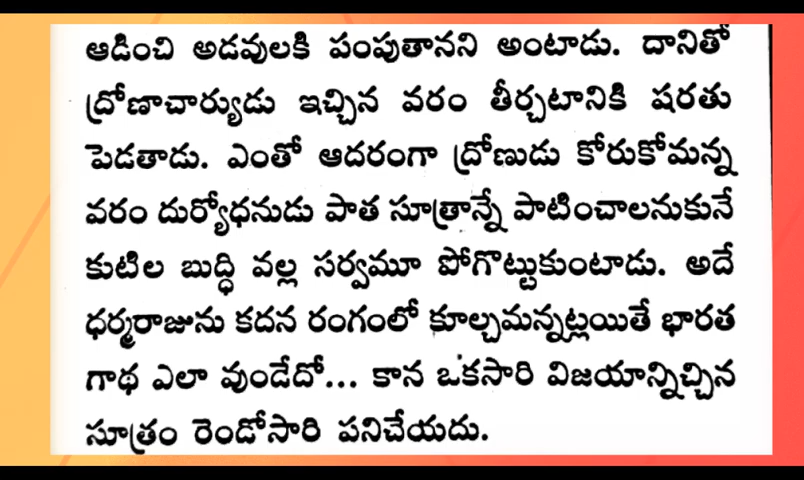 ఆడించి అడవులకి పంపుతానని అంటాడు. దానితో
ద్రోణాచార్యుడు ఇచ్చిన వరం తీర్చటానికి షరతు
పెడతాడు. ఎంతో ఆదరంగా ద్రోణుడు కోరుకోమన్న
వరం దుర్యోధనుడు పాత సూత్రాన్నే పాటించాలనుకునే
కుటిల బుద్ధి వల్ల సర్వమూ పోగొట్టుకుంటాడు. అదే
ధర్మరాజును కదన రంగంలో కూల్చమన్నట్లయితే భారత
గాథ ఎలా వుండేదో... కాన ఒకసారి విజయాన్నిచ్చిన
సూత్రం రెండోసారి పనిచేయదు.